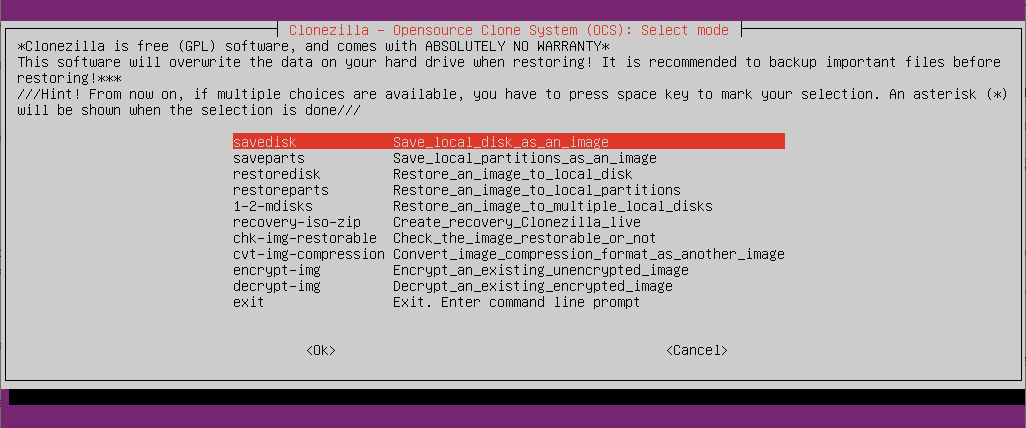 Clonezilla - Opensource Clone System (OCS): Select mode
*Clonezilla is free (GPL) software, and comes with ABSOLUTELY NO WARRANTY*
This software will overwrite the data on your hard drive when restoring! It is recommended to backup important files before
restoring!***
///Hint! From now on, if multiple choices are available, you have to press space key to mark your selection. An asterisk (*)
will be shown when the selection is done///
savedisk Save_local_disk_as_an_image
saveparts Save_local_partitions_as_an_image
restoredisk Restore_an_image_to_local_disk
restoreparts Restore_an_image_to_local_partitions
1-2-mdisks Restore_an_image_to_multiple_local_disks
recovery-iso-zip Create_recovery_Clonezilla_live
chk-img-restorable Check_the_image_restorable_or_not
cvt-img-compression Convert_image_compression_format_as_another_image
encrypt-img Encrypt_an_existing_unencrypted_image
decrypt-img Decrypt_an_existing_encrypted_image
exit Exit. Enter command line prompt
<Ok> <Cancel>